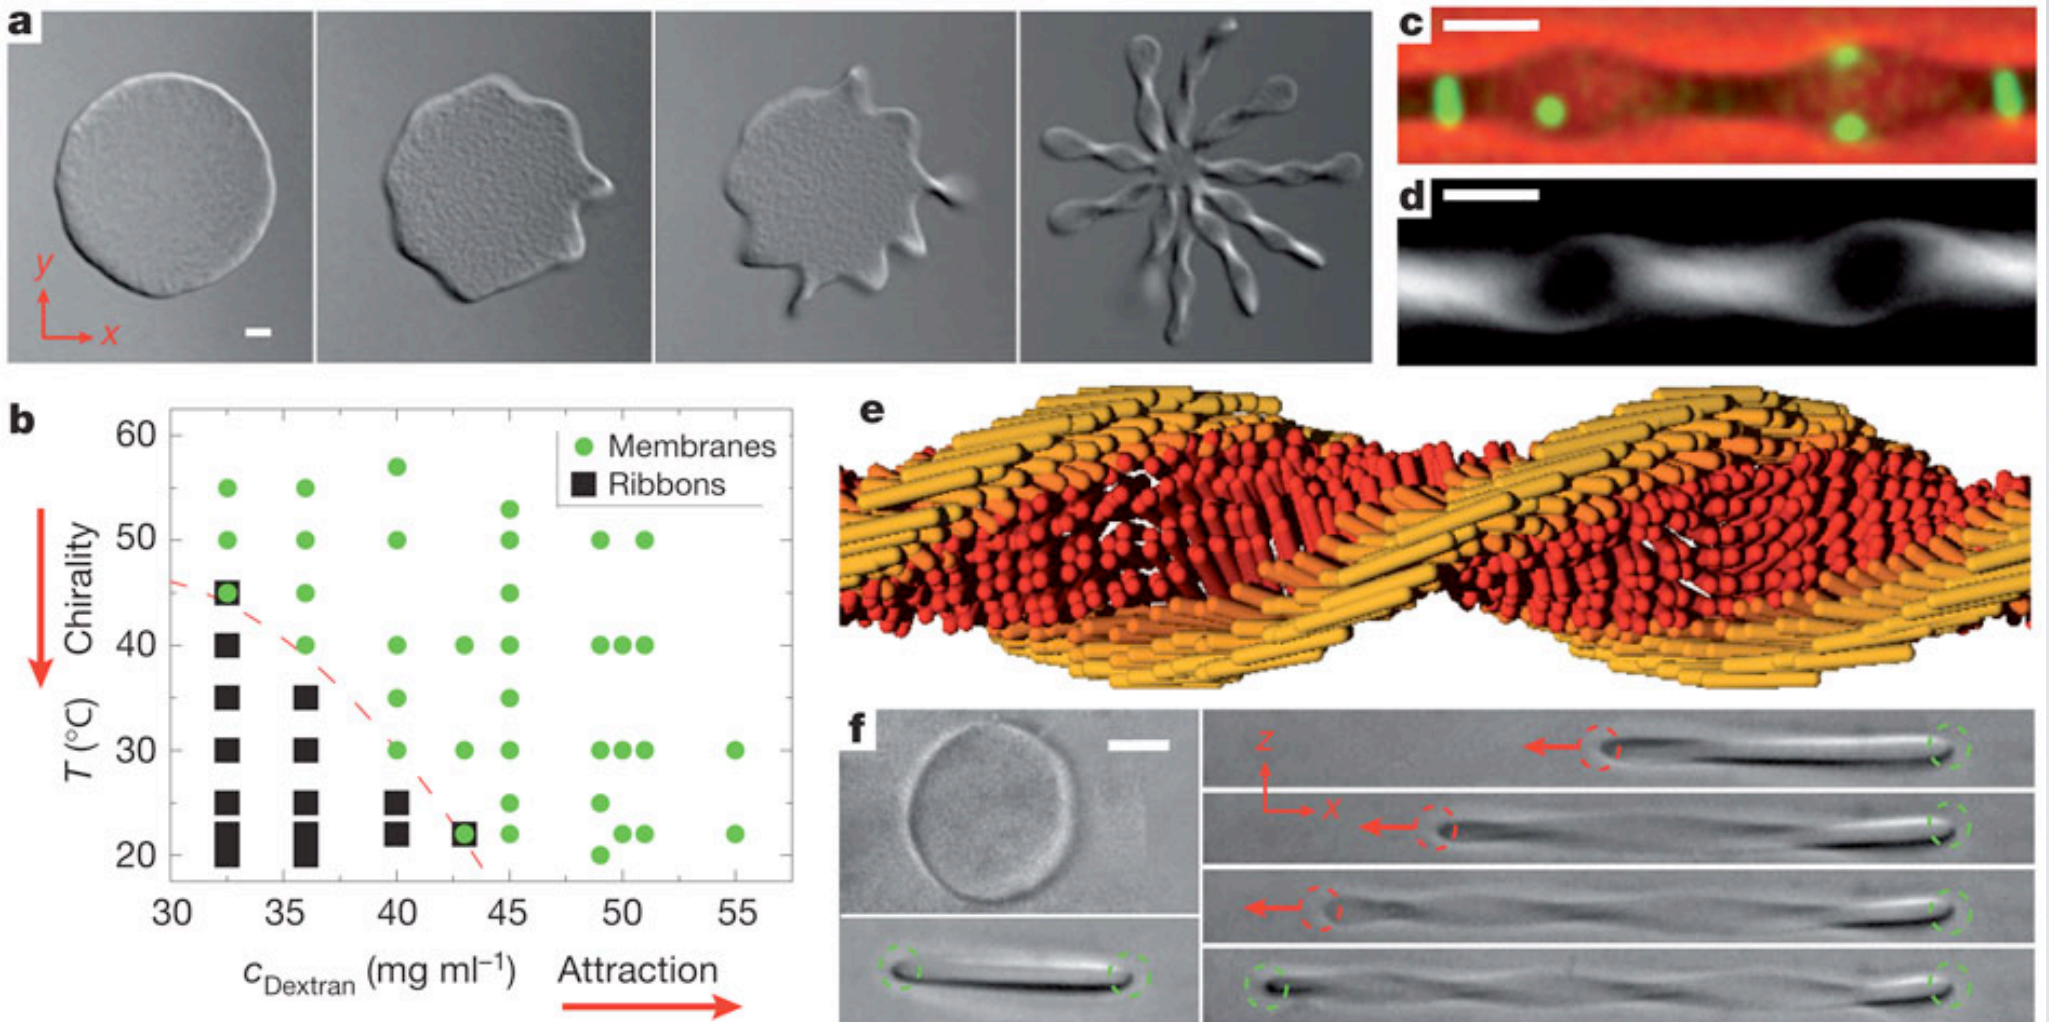 a
y
x
c
d
b
60
50
40
30
20
Chirality
T (°C)
Membranes
Ribbons
30 35 40 45 50 55
cDextran (mg ml–1) Attraction
e
f
z
x